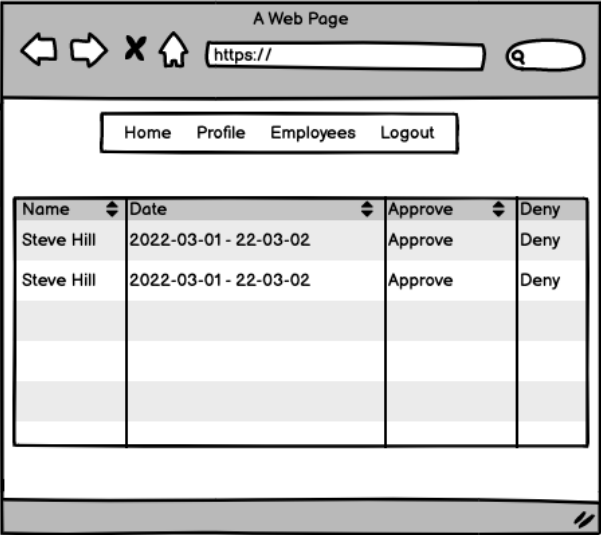 A Web Page
https://
Home Profile Employees Logout
Name Date Approve Deny
Steve Hill 2022-03-01 - 22-03-02 Approve Deny
Steve Hill 2022-03-01 - 22-03-02 Approve Deny